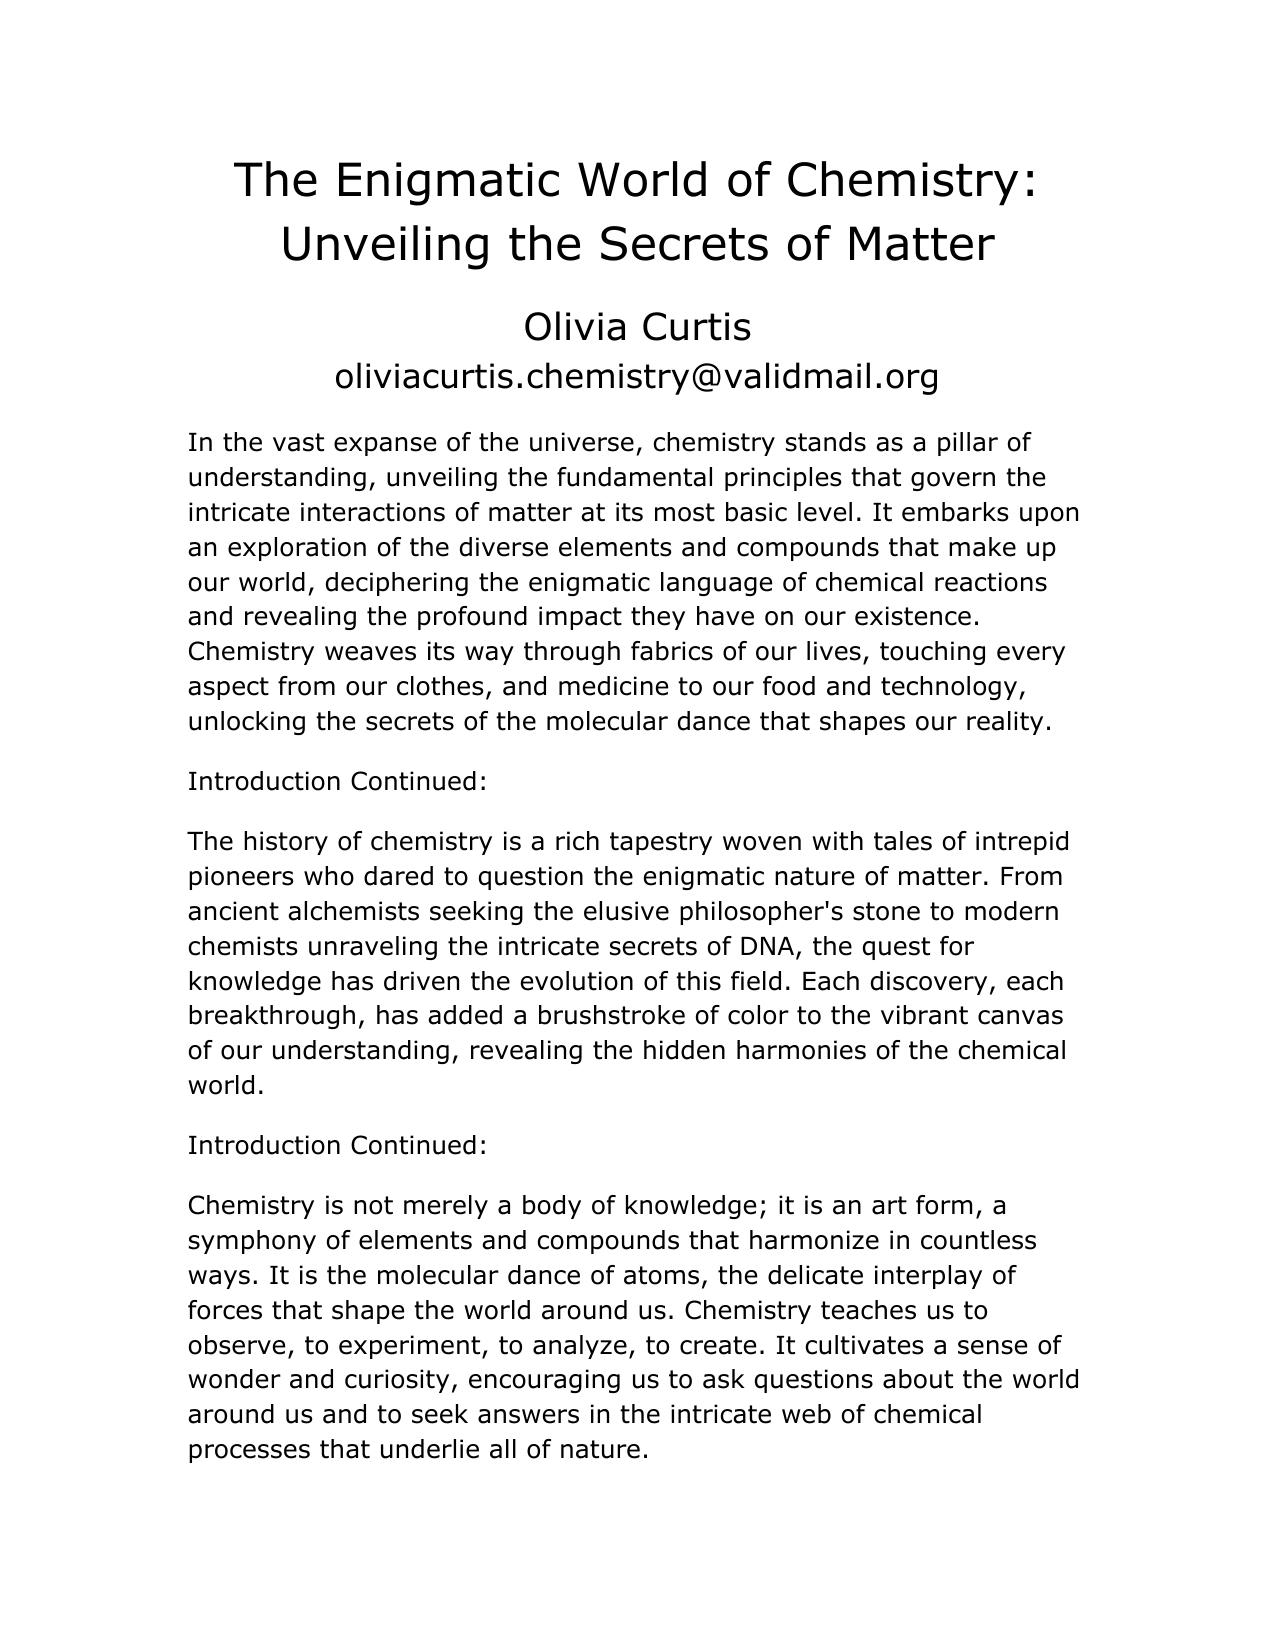 The Enigmatic World of Chemistry:
Unveiling the Secrets of Matter
Olivia Curtis
oliviacurtis.chemistry@validmail.org
In the vast expanse of the universe, chemistry stands as a pillar of
understanding, unveiling the fundamental principles that govern the
intricate interactions of matter at its most basic level. It embarks upon
an exploration of the diverse elements and compounds that make up
our world, deciphering the enigmatic language of chemical reactions
and revealing the profound impact they have on our existence.
Chemistry weaves its way through fabrics of our lives, touching every
aspect from our clothes, and medicine to our food and technology,
unlocking the secrets of the molecular dance that shapes our reality.
Introduction Continued:
The history of chemistry is a rich tapestry woven with tales of intrepid
pioneers who dared to question the enigmatic nature of matter. From
ancient alchemists seeking the elusive philosopher's stone to modern
chemists unraveling the intricate secrets of DNA, the quest for
knowledge has driven the evolution of this field. Each discovery, each
breakthrough, has added a brushstroke of color to the vibrant canvas
of our understanding, revealing the hidden harmonies of the chemical
world.
Introduction Continued:
Chemistry is not merely a body of knowledge; it is an art form, a
symphony of elements and compounds that harmonize in countless
ways. It is the molecular dance of atoms, the delicate interplay of
forces that shape the world around us. Chemistry teaches us to
observe, to experiment, to analyze, to create. It cultivates a sense of
wonder and curiosity, encouraging us to ask questions about the world
around us and to seek answers in the intricate web of chemical
processes that underlie all of nature.